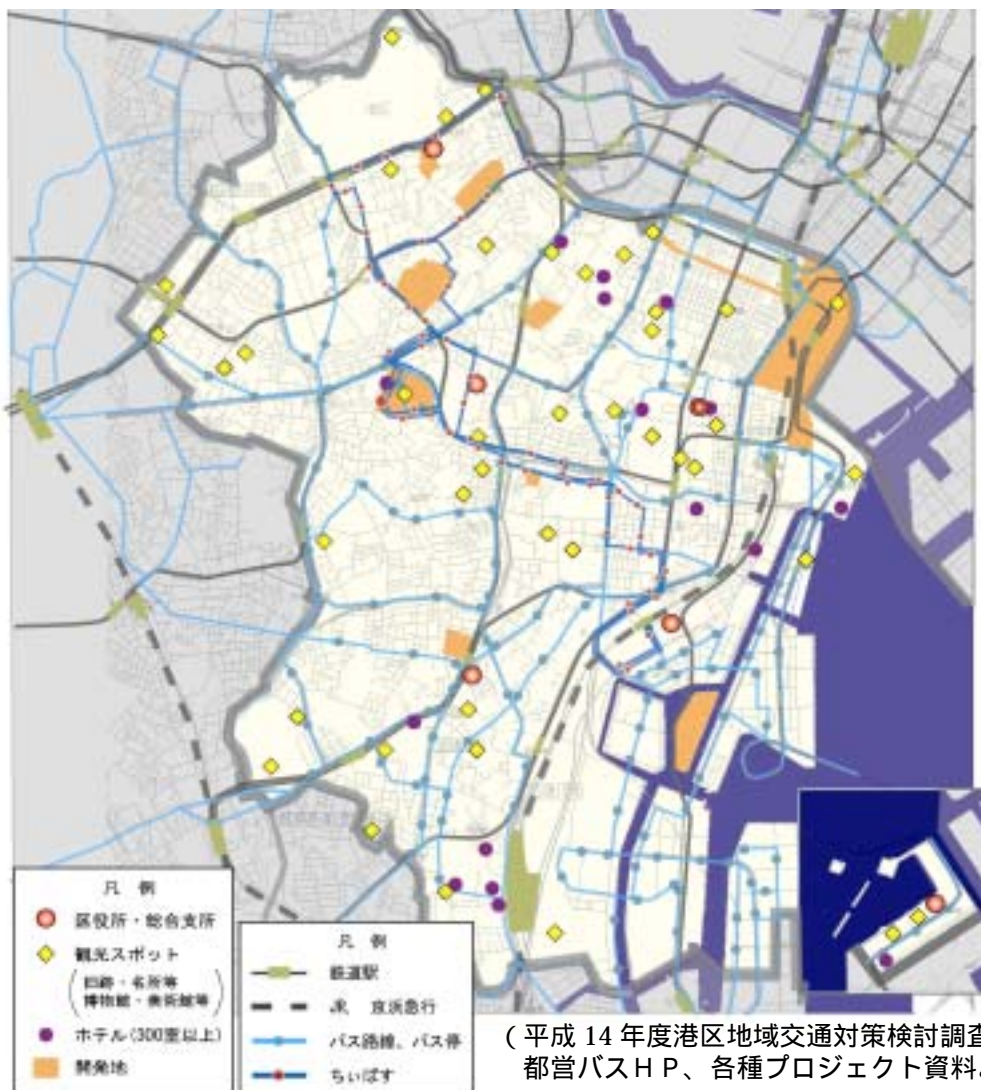 凡 例
区役所・総合支所
観光スポット
旧跡・名所等
博物館・美術館等
ホテル(300室以上)
開発地
凡 例
鉄道駅
JR 京浜急行
バス路線、バス停
ちぃばす
(平成 14 年度港区地域交通対策検討調査
都営バスHP、各種プロジェクト資料